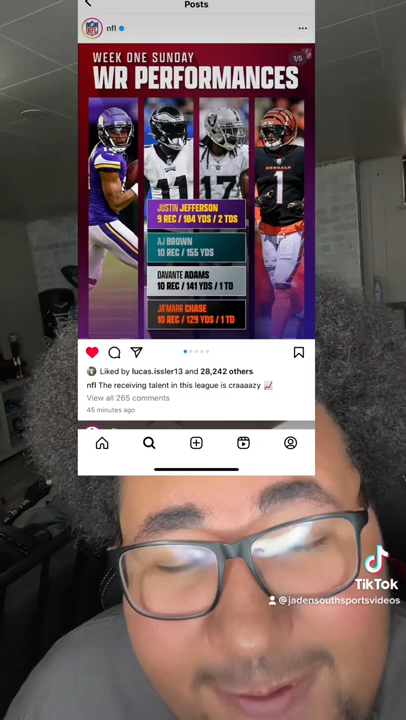 Posts
nfl
1/5
WEEK ONE SUNDAY
WR PERFORMANCES
JUSTIN JEFFERSON
9 REC / 184 YDS / 2 TDS
AJ BROWN
10 REC / 155 YDS
DAVANTE ADAMS
10 REC / 141 YDS / 1 TD
JA'MARR CHASE
10 REC / 129 YDS / 1 TD
Liked by lucas.issler13 and 28,242 others
nfl The receiving talent in this league is craaaazy 📈
View all 265 comments
45 minutes ago
TikTok
@jadensouthsportsvideos